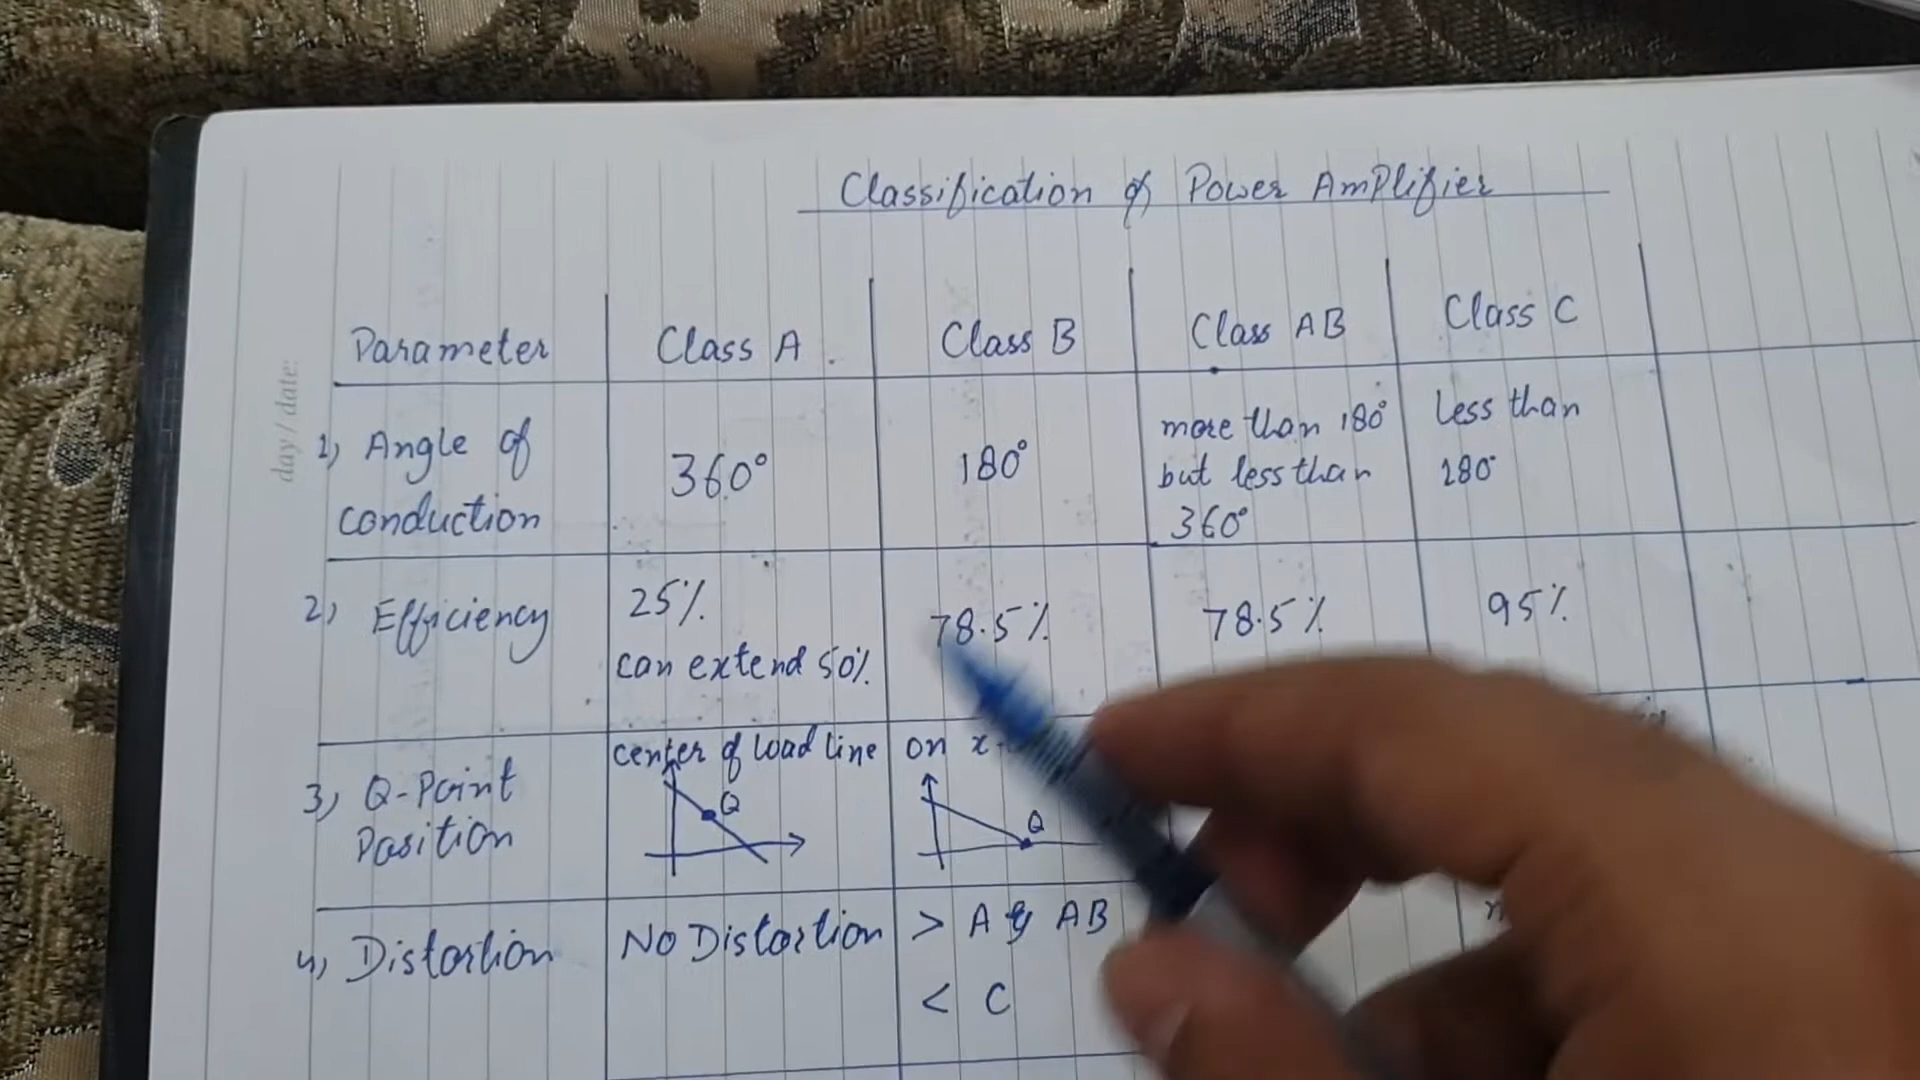 Classification of Power Amplifier
Parameter
Class A
Class B
Class AB
Class C
1) Angle of
conduction
360°
180°
more than 180°
but less than
360°
less than
180°
2) Efficiency
25%
can extend 50%
78.5%
78.5%
95%
3) Q-Point
Position
center of load line
Q
on x-
Q
4) Distortion
No Distortion
> A & AB
< C
day/date: